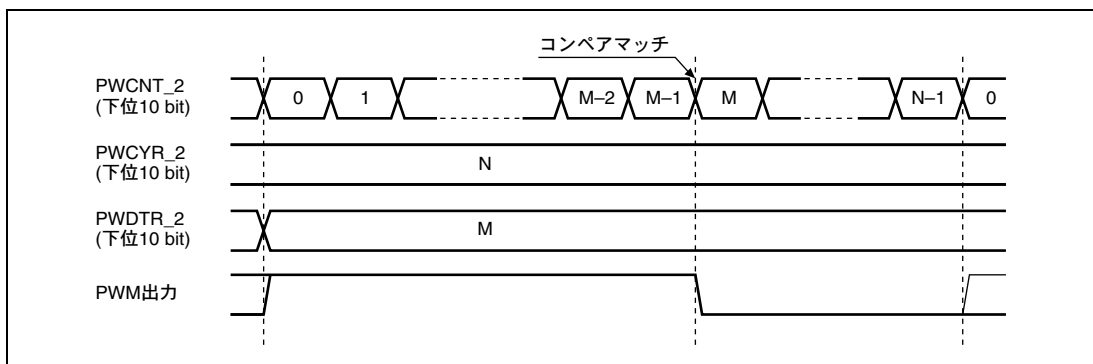 コンペアマッチ
PWCNT_2
(下位10 bit)
0 1 M–2 M–1 M N–1 0
PWCYR_2
(下位10 bit)
N
PWDTR_2
(下位10 bit)
M
PWM出力